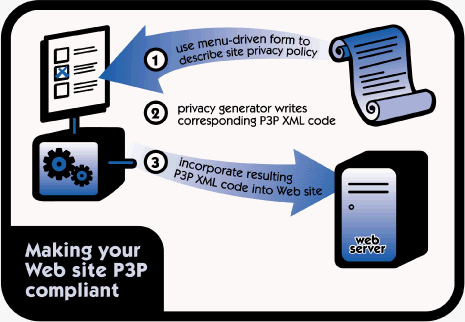 1 use menu-driven form to
describe site privacy policy
2 privacy generator writes
corresponding P3P XML code
3 incorporate resulting
P3P XML code into Web site
web
server
Making your
Web site P3P
compliant